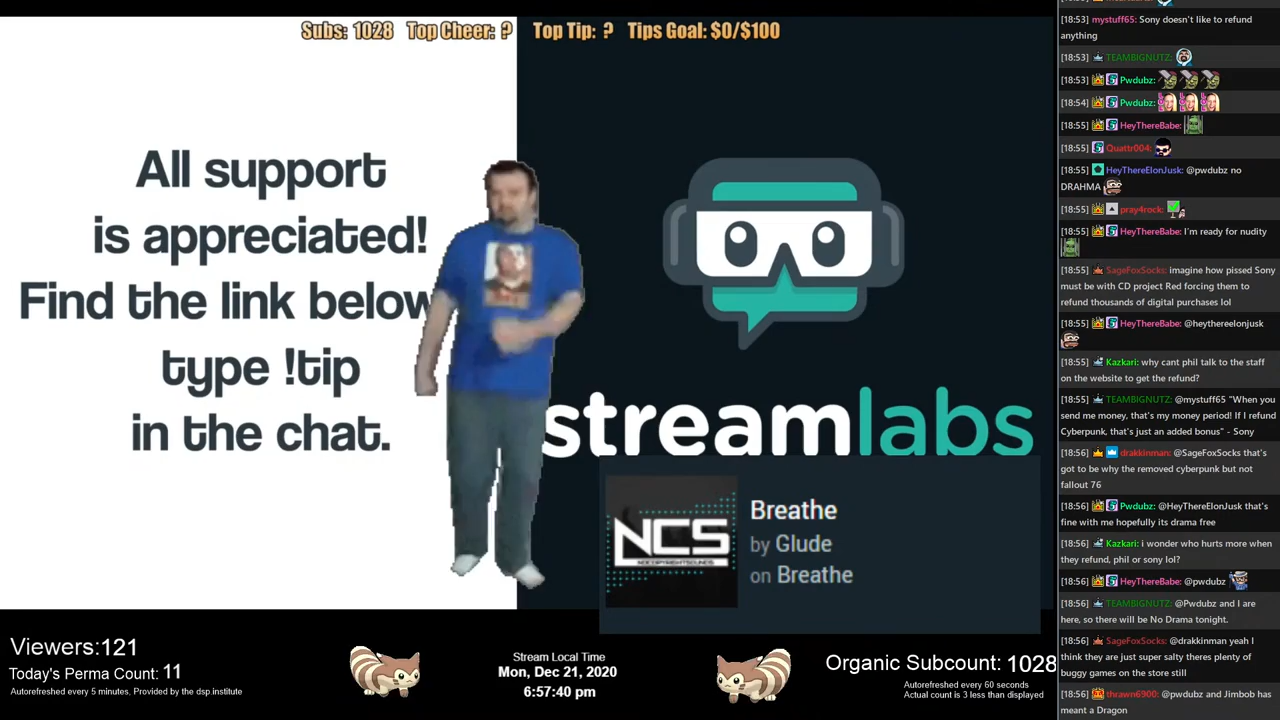 Subs: 1028 Top Cheer: ? Top Tip: ? Tips Goal: $0/$100
All support
is appreciated!
Find the link below
type !tip
in the chat.
streamlabs
NCS
Breathe
by Glude
on Breathe
Viewers:121
Today's Perma Count: 11
Autorefreshed every 5 minutes, Provided by the dsp.institute
Stream Local Time
Mon, Dec 21, 2020
6:57:40 pm
Organic Subcount: 1028
Autorefreshed every 60 seconds
Actual count is 3 less than displayed
[18:53] mystuff65: Sony doesn't like to refund
anything
[18:53] TEAMBIGNUTZ:
[18:53] Pwdubz:
[18:54] Pwdubz:
[18:55] HeyThereBabe:
[18:55] Quattr004:
[18:55] HeyThereElonJusk: @pwdubz no
DRAHMA
[18:55] pray4rock:
[18:55] HeyThereBabe: I'm ready for nudity
[18:55] SageFoxSocks: imagine how pissed Sony
must be with CD project Red forcing them to
refund thousands of digital purchases lol
[18:55] HeyThereBabe: @heythereelonjusk
[18:55] Kazkari: why cant phil talk to the staff
on the website to get the refund?
[18:55] TEAMBIGNUTZ: @mystuff65 "When you
send me money, that's my money period! If I refund
Cyberpunk, that's just an added bonus" - Sony
[18:56] drakkinman: @SageFoxSocks that's
got to be why the removed cyberpunk but not
fallout 76
[18:56] Pwdubz: @HeyThereElonJusk that's
fine with me hopefully its drama free
[18:56] Kazkari: i wonder who hurts more when
they refund, phil or sony lol?
[18:56] HeyThereBabe: @pwdubz
[18:56] TEAMBIGNUTZ: @Pwdubz and I are
here, so there will be No Drama tonight.
[18:56] SageFoxSocks: @drakkinman yeah I
think they are just super salty theres plenty of
buggy games on the store still
[18:56] thrawn6900: @pwdubz and Jimbob has
meant a Dragon